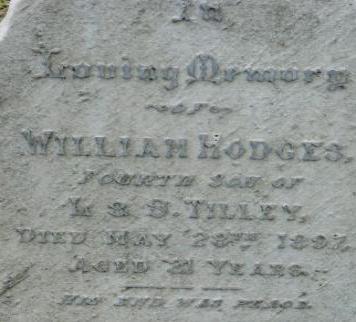 In
Loving Memory
OF
WILLIAM HODGES,
FOURTH SON OF
L & S. TILLEY,
DIED MAY 28TH 1897,
AGED 21 YEARS.
HIS END WAS PEACE.